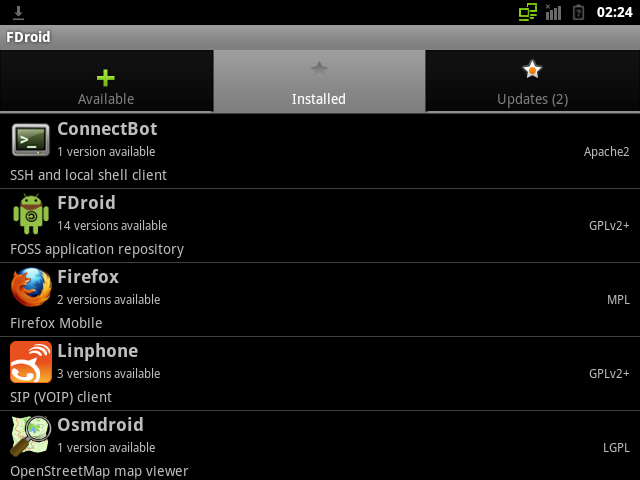 02:24
FDroid
Available
Installed
Updates (2)
ConnectBot
1 version available
Apache2
SSH and local shell client
FDroid
14 versions available
GPLv2+
FOSS application repository
Firefox
2 versions available
MPL
Firefox Mobile
Linphone
3 versions available
GPLv2+
SIP (VOIP) client
Osmdroid
1 version available
LGPL
OpenStreetMap map viewer